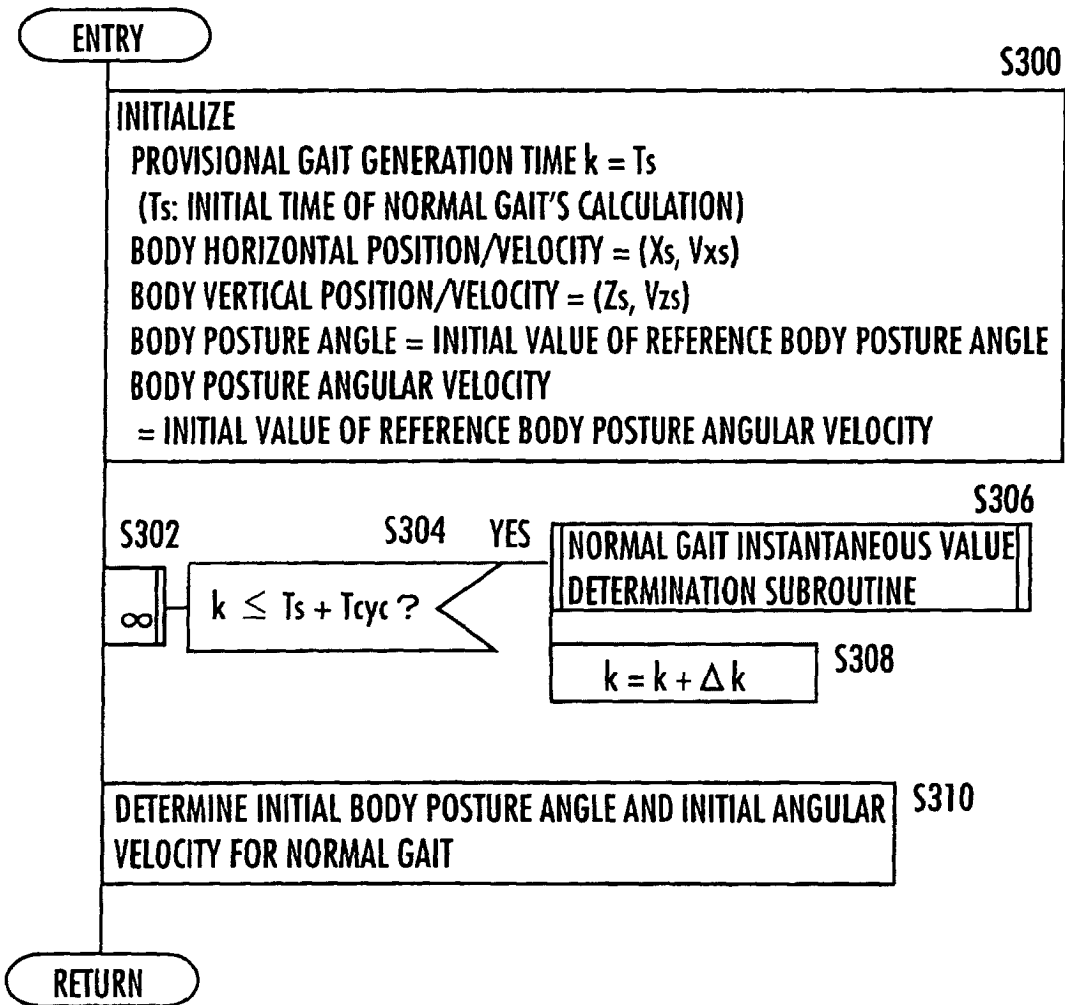 ENTRY
S300
INITIALIZE
PROVISIONAL GAIT GENERATION TIME k = Ts
(Ts: INITIAL TIME OF NORMAL GAIT'S CALCULATION)
BODY HORIZONTAL POSITION/VELOCITY = (Xs, Vxs)
BODY VERTICAL POSITION/VELOCITY = (Zs, Vzs)
BODY POSTURE ANGLE = INITIAL VALUE OF REFERENCE BODY POSTURE ANGLE
BODY POSTURE ANGULAR VELOCITY
= INITIAL VALUE OF REFERENCE BODY POSTURE ANGULAR VELOCITY
S302
∞
S304
k ≤ Ts + Tcyc ?
YES
S306
NORMAL GAIT INSTANTANEOUS VALUE
DETERMINATION SUBROUTINE
k = k + Δk
S308
DETERMINE INITIAL BODY POSTURE ANGLE AND INITIAL ANGULAR
VELOCITY FOR NORMAL GAIT
S310
RETURN